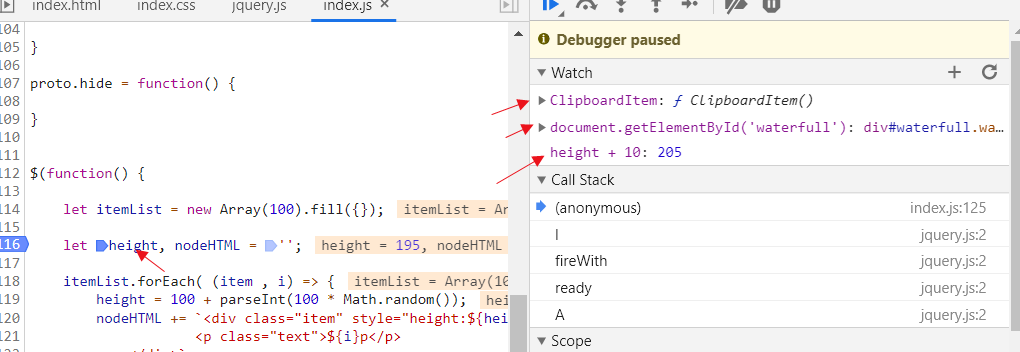 index.html index.css jquery.js index.js ×
104
105 }
106
107 proto.hide = function() {
108
109 }
110
111
112 $(function() {
113
114 let itemList = new Array(100).fill({}); itemList = Ar
115
116 let height, nodeHTML = ''; height = 195, nodeHTML
117
118 itemList.forEach( (item , i) => { itemList = Array(10
119 height = 100 + parseInt(100 * Math.random()); hei
120 nodeHTML += `<div class="item" style="height:${hei
121 <p class="text">${i}p</p>
Debugger paused
Watch
ClipboardItem: ƒ ClipboardItem()
document.getElementById('waterfull'): div#waterfull.wa…
height + 10: 205
Call Stack
(anonymous) index.js:125
l jquery.js:2
fireWith jquery.js:2
ready jquery.js:2
A jquery.js:2
Scope